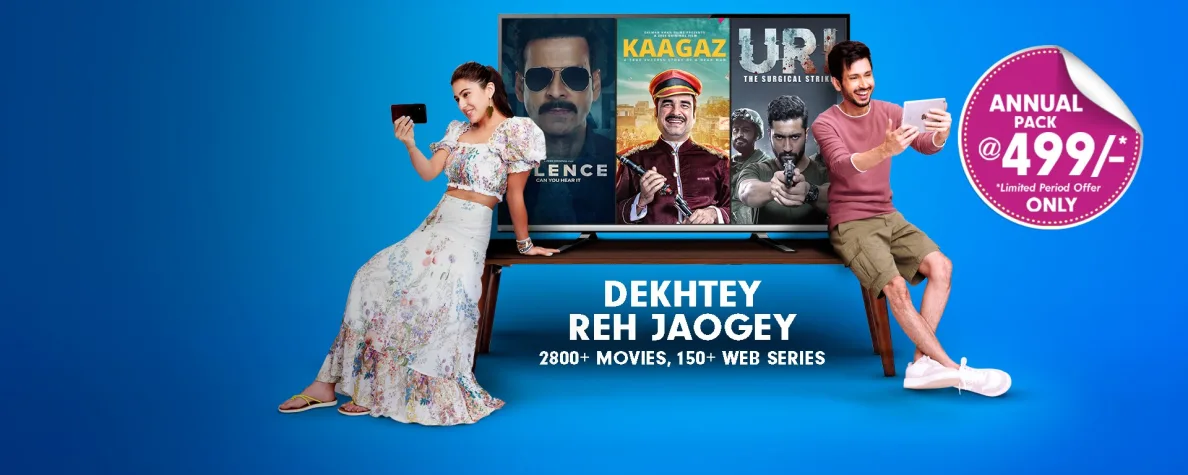 KAAGAZ
URI
THE SURGICAL STRIK
LENCE
CAN YOU HEAR IT
ANNUAL
PACK
@499/-*
*Limited Period Offer
ONLY
DEKHTEY
REH JAOGEY
2800+ MOVIES, 150+ WEB SERIES